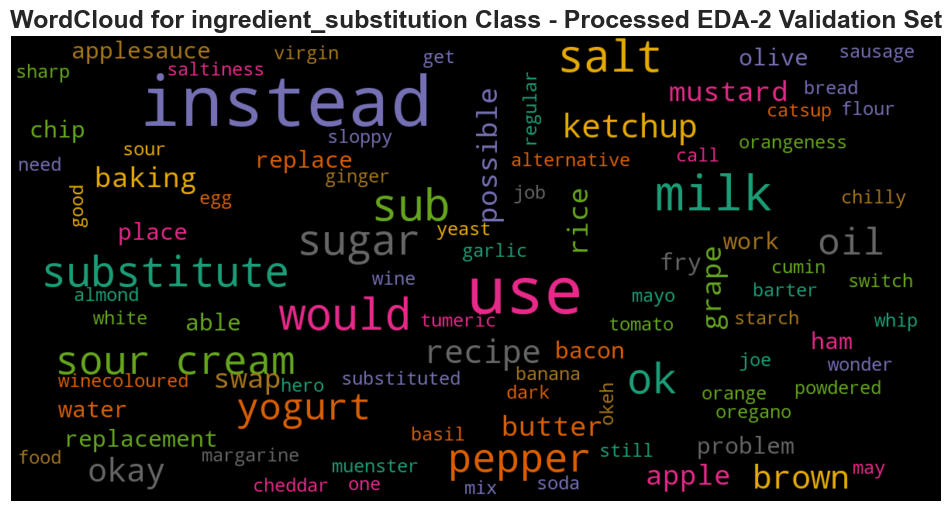 WordCloud for ingredient_substitution Class - Processed EDA-2 Validation Set
applesauce virgin get salt olive sausage
sharp saltiness instead possible regular mustard bread
chip sloppy ketchup catsup flour
need sour replace alternative call orangeness
good baking egg ginger sub job rice milk chilly
place sugar yeast garlic fry grape work oil
substitute wine use cumin switch
almond would mayo barter
white able tumeric tomato starch whip
sour cream recipe bacon joe ham wonder
winecoloured swap hero substituted banana okeh ok orange powdered
water yogurt dark oregano
replacement basil butter still problem
food okay margarine muenster pepper apple brown may
cheddar one mix soda